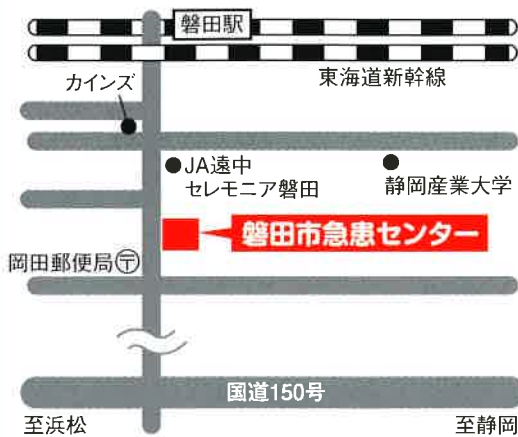 磐田駅
東海道新幹線
カインズ
JA遠中
セレモニア磐田
静岡産業大学
磐田市急患センター
岡田郵便局〒
国道150号
至浜松
至静岡